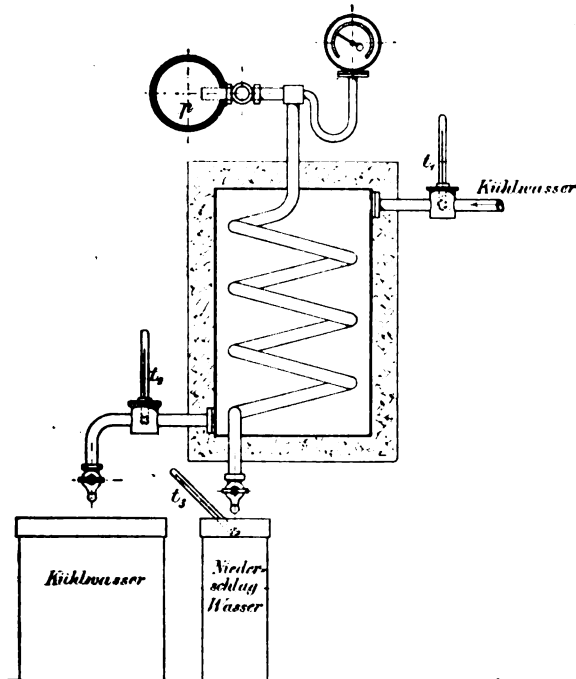 p
t₁
Kühlwasser
t₂
t₃
Kühlwasser
Nieder-
schlag
Wasser